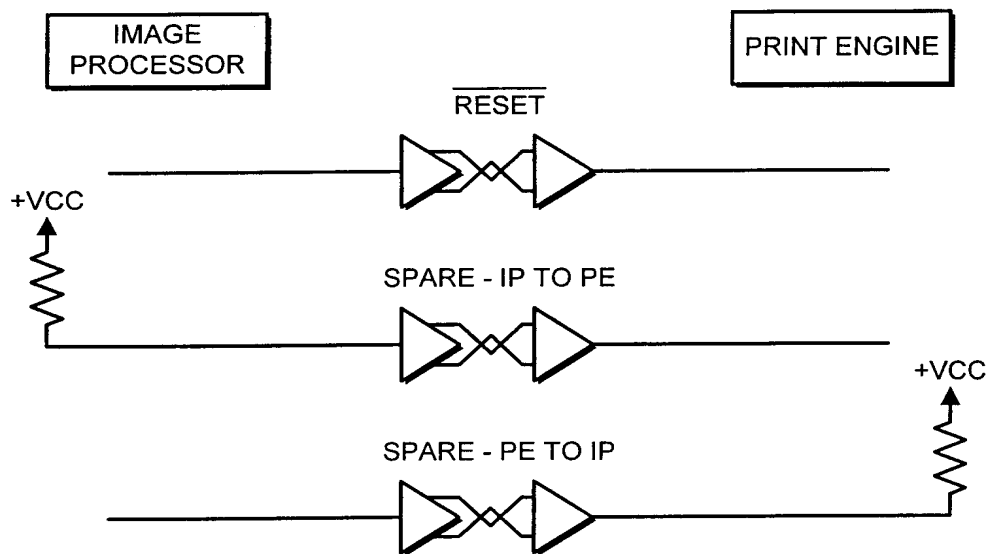 IMAGE
PROCESSOR
PRINT ENGINE
RESET
+VCC
SPARE - IP TO PE
+VCC
SPARE - PE TO IP